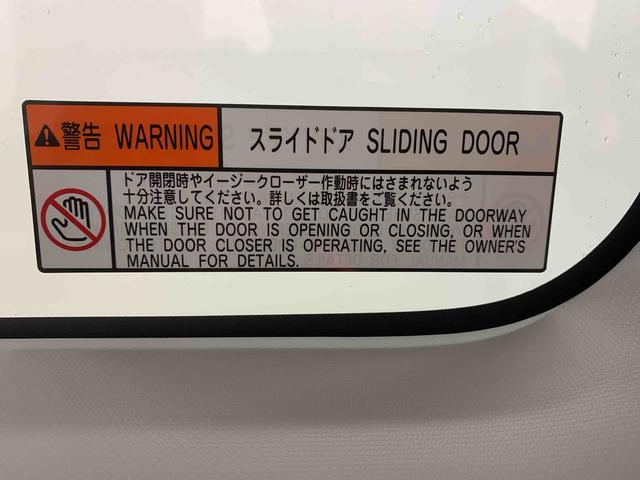 警告 WARNING スライドドア SLIDING DOOR
ドア開閉時やイージークローザー作動時にはさまれないよう
十分注意してください。詳しくは取扱書をご覧ください。
MAKE SURE NOT TO GET CAUGHT IN THE DOORWAY
WHEN THE DOOR IS OPENING OR CLOSING, OR WHEN
THE DOOR CLOSER IS OPERATING, SEE THE OWNER'S
MANUAL FOR DETAILS.